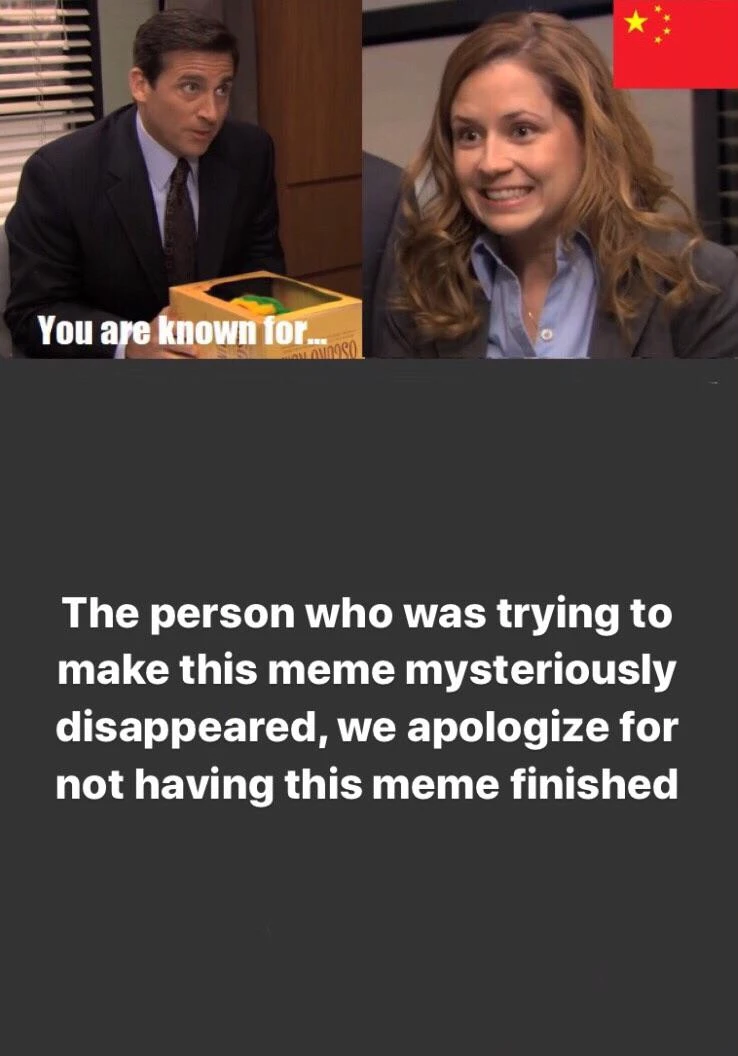 You are known for...
The person who was trying to
make this meme mysteriously
disappeared, we apologize for
not having this meme finished